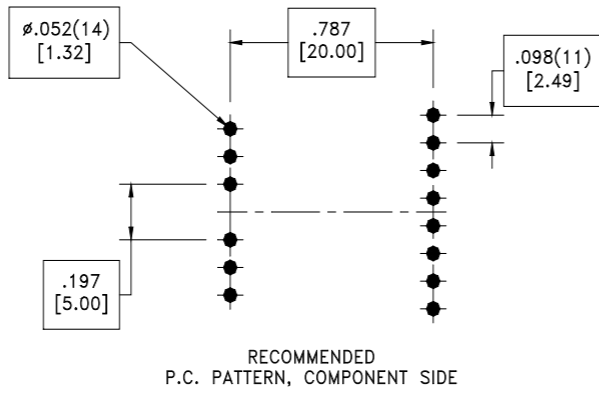 ø.052(14)
[1.32]
.787
[20.00]
.098(11)
[2.49]
.197
[5.00]
RECOMMENDED
P.C. PATTERN, COMPONENT SIDE